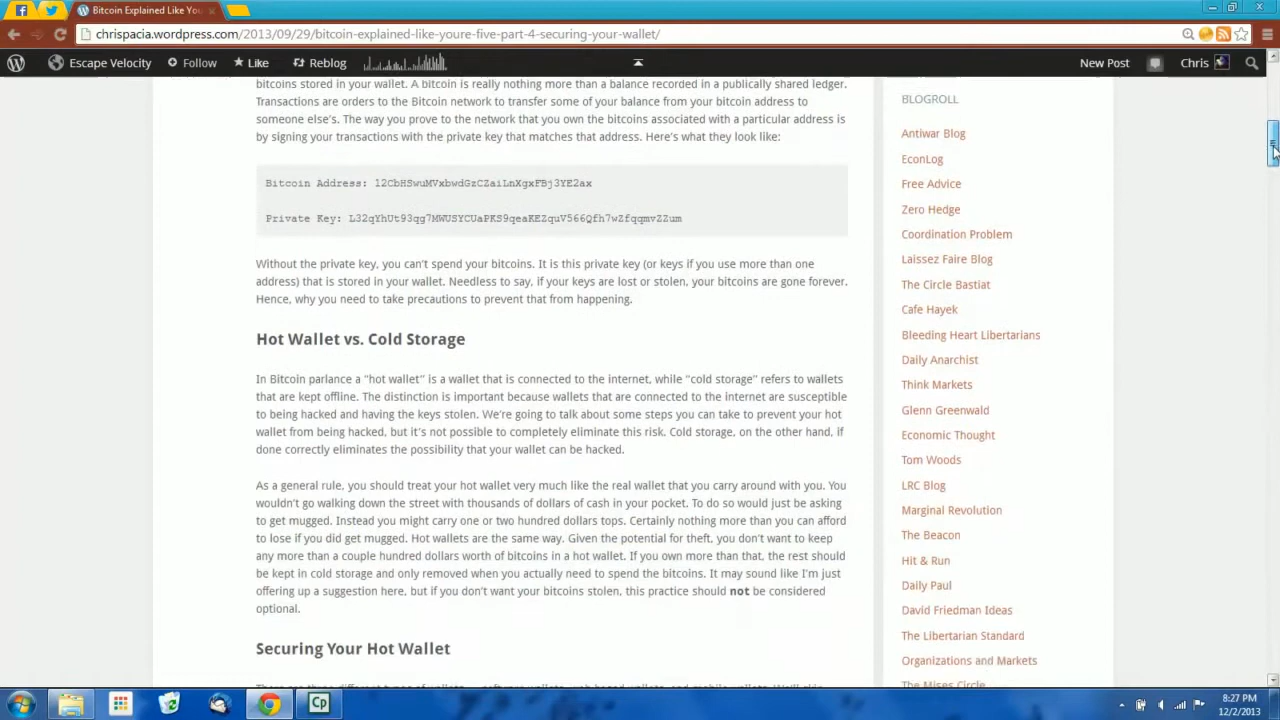 Bitcoin Explained Like Yo
chrispacia.wordpress.com/2013/09/29/bitcoin-explained-like-youre-five-part-4-securing-your-wallet/
Escape Velocity
Follow
Like
Reblog
New Post
Chris
bitcoins stored in your wallet. A bitcoin is really nothing more than a balance recorded in a publically shared ledger.
Transactions are orders to the Bitcoin network to transfer some of your balance from your bitcoin address to
someone else's. The way you prove to the network that you own the bitcoins associated with a particular address is
by signing your transactions with the private key that matches that address. Here's what they look like:
Bitcoin Address: 12CbHSwuMVxbwdGzCZaiLnXgxFBj3YE2ax
Private Key: L32qYhUt93qg7MWUSYCUaPKS9qeaKEZquV566Qfh7wZfqqmvZZum
Without the private key, you can't spend your bitcoins. It is this private key (or keys if you use more than one
address) that is stored in your wallet. Needless to say, if your keys are lost or stolen, your bitcoins are gone forever.
Hence, why you need to take precautions to prevent that from happening.
Hot Wallet vs. Cold Storage
In Bitcoin parlance a "hot wallet" is a wallet that is connected to the internet, while "cold storage" refers to wallets
that are kept offline. The distinction is important because wallets that are connected to the internet are susceptible
to being hacked and having the keys stolen. We're going to talk about some steps you can take to prevent your hot
wallet from being hacked, but it's not possible to completely eliminate this risk. Cold storage, on the other hand, if
done correctly eliminates the possibility that your wallet can be hacked.
As a general rule, you should treat your hot wallet very much like the real wallet that you carry around with you. You
wouldn't go walking down the street with thousands of dollars of cash in your pocket. To do so would just be asking
to get mugged. Instead you might carry one or two hundred dollars tops. Certainly nothing more than you can afford
to lose if you did get mugged. Hot wallets are the same way. Given the potential for theft, you don't want to keep
any more than a couple hundred dollars worth of bitcoins in a hot wallet. If you own more than that, the rest should
be kept in cold storage and only removed when you actually need to spend the bitcoins. It may sound like I'm just
offering up a suggestion here, but if you don't want your bitcoins stolen, this practice should not be considered
optional.
Securing Your Hot Wallet
BLOGROLL
Antiwar Blog
EconLog
Free Advice
Zero Hedge
Coordination Problem
Laissez Faire Blog
The Circle Bastiat
Cafe Hayek
Bleeding Heart Libertarians
Daily Anarchist
Think Markets
Glenn Greenwald
Economic Thought
Tom Woods
LRC Blog
Marginal Revolution
The Beacon
Hit & Run
Daily Paul
David Friedman Ideas
The Libertarian Standard
Organizations and Markets
The Mises Circle
Cp
8:27 PM
12/2/2013